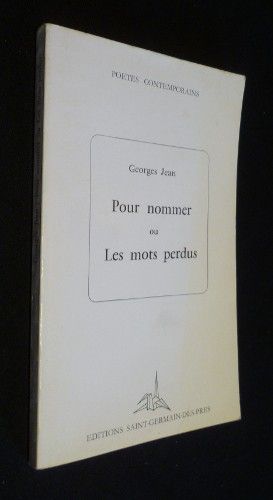 POETES CONTEMPORAINS
Georges Jean
Pour nommer
ou
Les mots perdus
EDITIONS SAINT-GERMAIN-DES-PRES